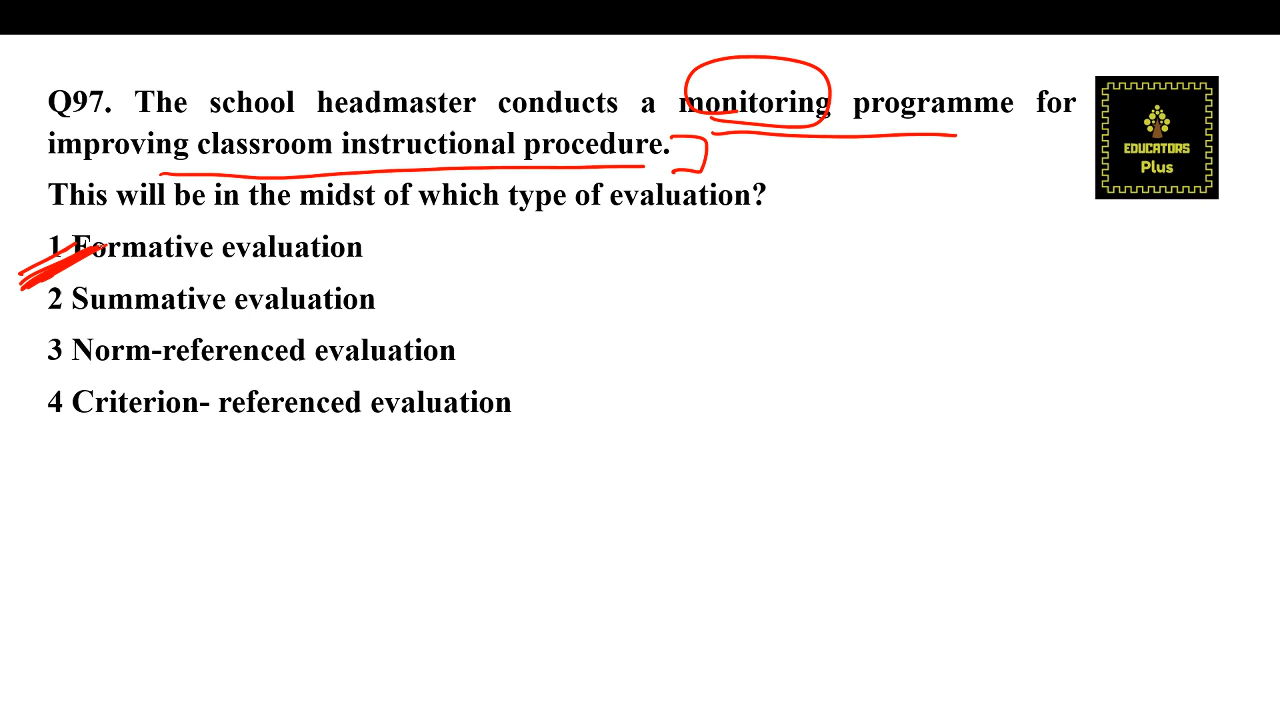 Q97. The school headmaster conducts a monitoring programme for
improving classroom instructional procedure.
This will be in the midst of which type of evaluation?
1 Formative evaluation
2 Summative evaluation
3 Norm-referenced evaluation
4 Criterion- referenced evaluation
EDUCATORS
Plus